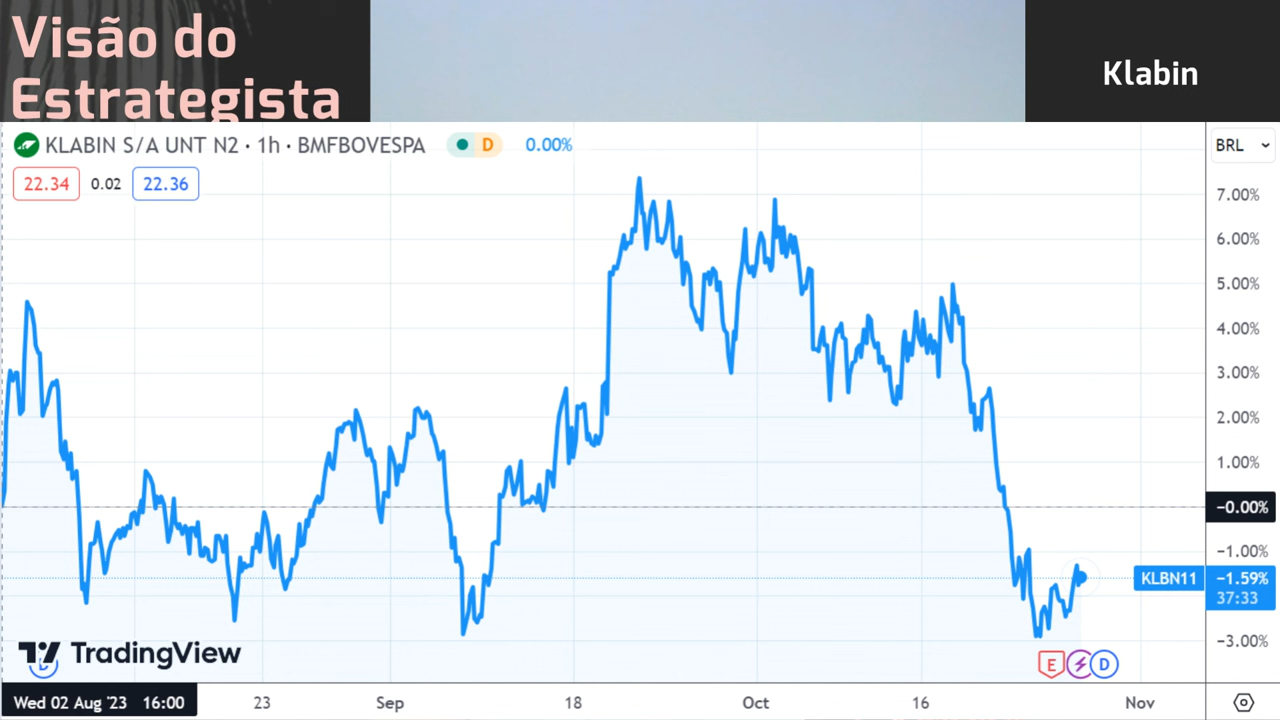 Visão do
Estrategista
Klabin
KLABIN S/A UNT N2 · 1h · BMFBOVESPA
D
0.00%
BRL
22.34
0.02
22.36
7.00%
6.00%
5.00%
4.00%
3.00%
2.00%
1.00%
−0.00%
−1.00%
KLBN11
−1.59%
37:33
−3.00%
TradingView
E
D
Wed 02 Aug '23 16:00
23
Sep
18
Oct
16
Nov